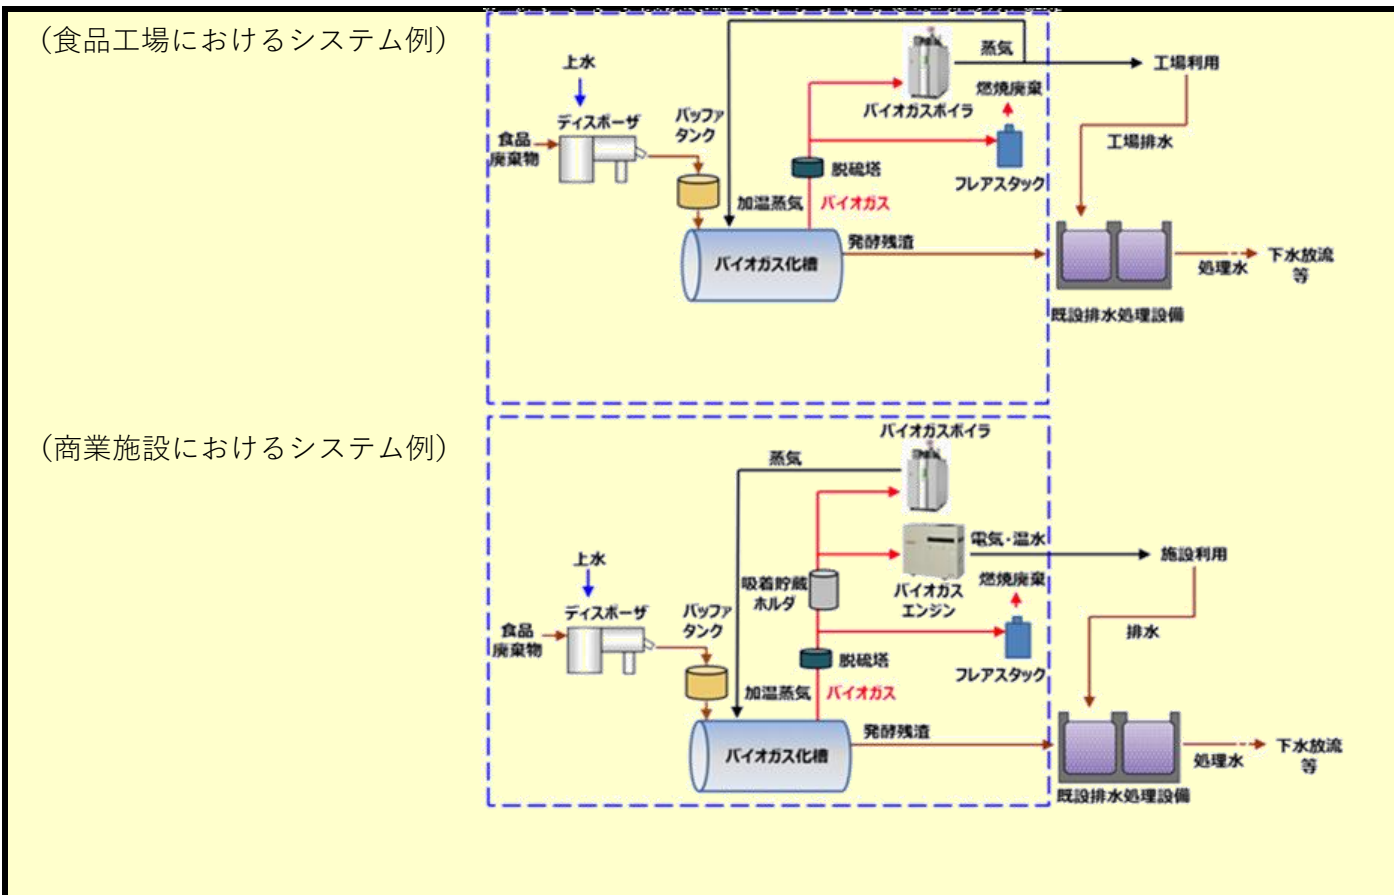 （食品工場におけるシステム例）
上水
ディスポーザ
食品
廃棄物
バッファ
タンク
蒸気
工場利用
燃焼廃棄
バイオガスボイラ
工場排水
脱硫塔
フレアスタック
加温蒸気
バイオガス
発酵残渣
バイオガス化槽
処理水
下水放流
等
既設排水処理設備
（商業施設におけるシステム例）
バイオガスボイラ
蒸気
電気・温水
施設利用
上水
ディスポーザ
食品
廃棄物
バッファ
タンク
吸着貯蔵
ホルダ
バイオガス
エンジン
燃焼廃棄
排水
脱硫塔
フレアスタック
加温蒸気
バイオガス
発酵残渣
バイオガス化槽
処理水
下水放流
等
既設排水処理設備